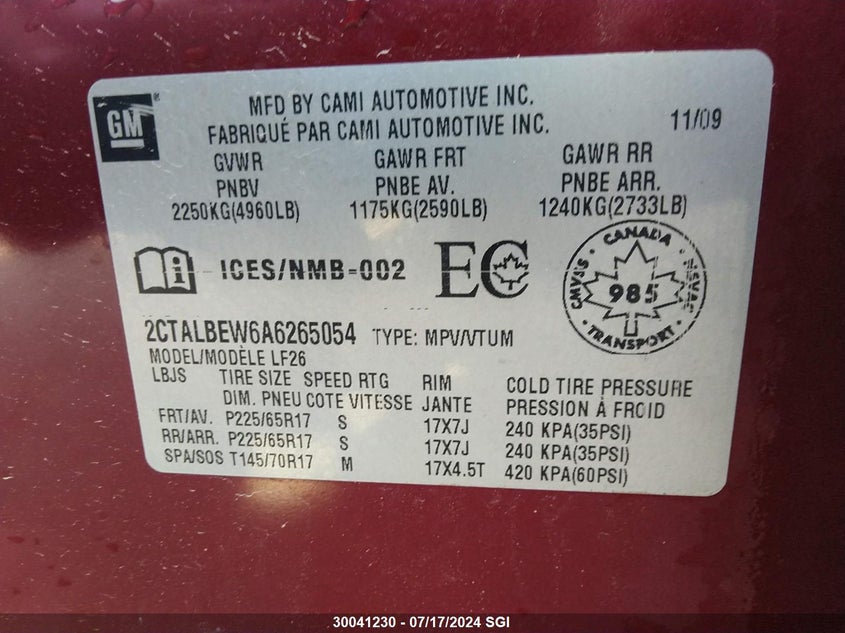 GM
MFD BY CAMI AUTOMOTIVE INC.
FABRIQUÉ PAR CAMI AUTOMOTIVE INC. 11/09
GVWR GAWR FRT GAWR RR
PNBV PNBE AV. PNBE ARR.
2250KG(4960LB) 1175KG(2590LB) 1240KG(2733LB)
ICES/NMB-002 EC
CANADA
CMVSS NSVAC
985
TRANSPORT
2CTALBEW6A6265054 TYPE: MPV/VTUM
MODEL/MODÈLE LF26
LBJS TIRE SIZE SPEED RTG RIM COLD TIRE PRESSURE
DIM. PNEU COTE VITESSE JANTE PRESSION À FROID
FRT/AV. P225/65R17 S 17X7J 240 KPA(35PSI)
RR/ARR. P225/65R17 S 17X7J 240 KPA(35PSI)
SPA/SOS T145/70R17 M 17X4.5T 420 KPA(60PSI)
30041230 - 07/17/2024 SGI